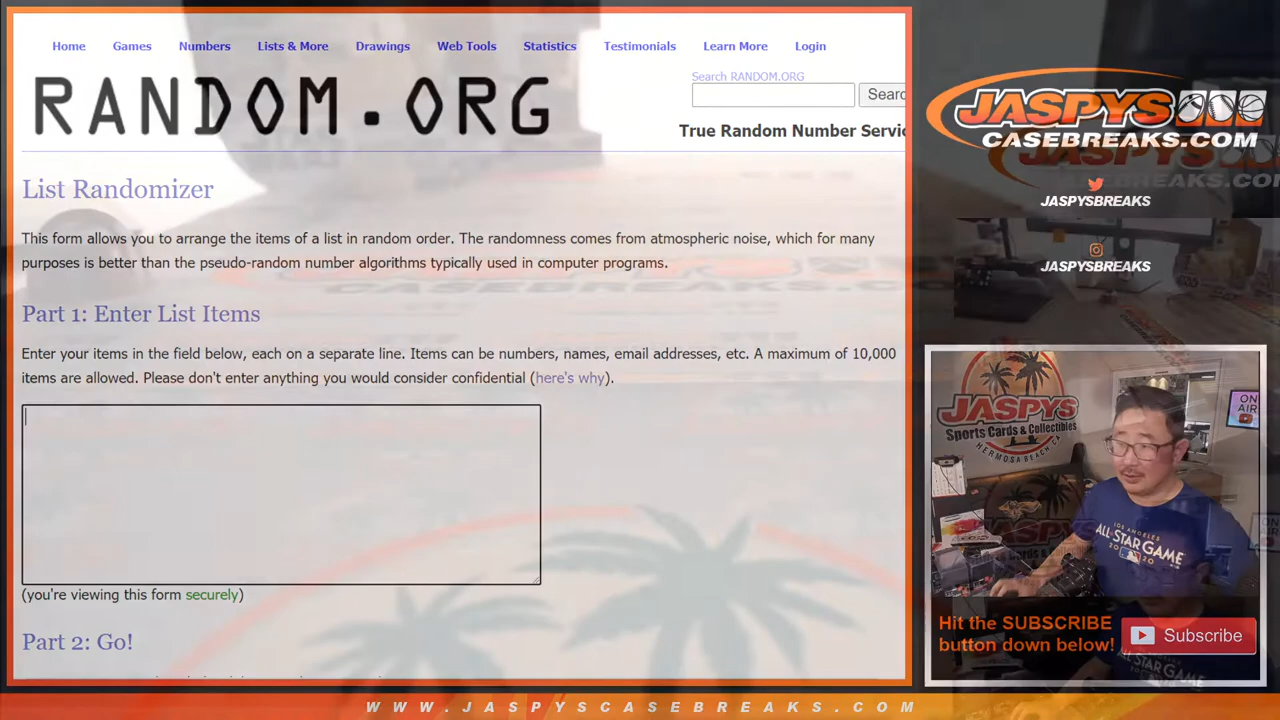 Home Games Numbers Lists & More Drawings Web Tools Statistics Testimonials Learn More Login
RANDOM.ORG
Search RANDOM.ORG
Searc
True Random Number Servic
List Randomizer
This form allows you to arrange the items of a list in random order. The randomness comes from atmospheric noise, which for many
purposes is better than the pseudo-random number algorithms typically used in computer programs.
Part 1: Enter List Items
Enter your items in the field below, each on a separate line. Items can be numbers, names, email addresses, etc. A maximum of 10,000
items are allowed. Please don't enter anything you would consider confidential (here's why).
(you're viewing this form securely)
Part 2: Go!
JASPYS
CASEBREAKS.COM
JASPYSBREAKS
JASPYSBREAKS
JASPYS
Sports Cards & Collectibles
HERMOSA BEACH, CA
ON
AIR
LOS ANGELES
ALL-STAR GAME
2020
Hit the SUBSCRIBE
button down below!
Subscribe
WWW.JASPYSCASEBREAKS.COM